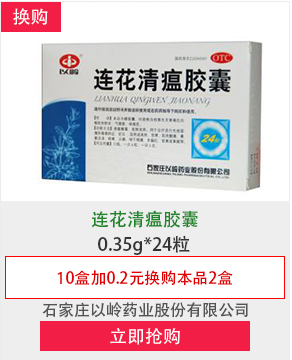 换购
OTC
以岭
连花清瘟胶囊
LIANHUA QINGWEN JIAONANG
24粒
石家庄以岭药业股份有限公司
连花清瘟胶囊
0.35g*24粒
10盒加0.2元换购本品2盒
石家庄以岭药业股份有限公司
立即抢购